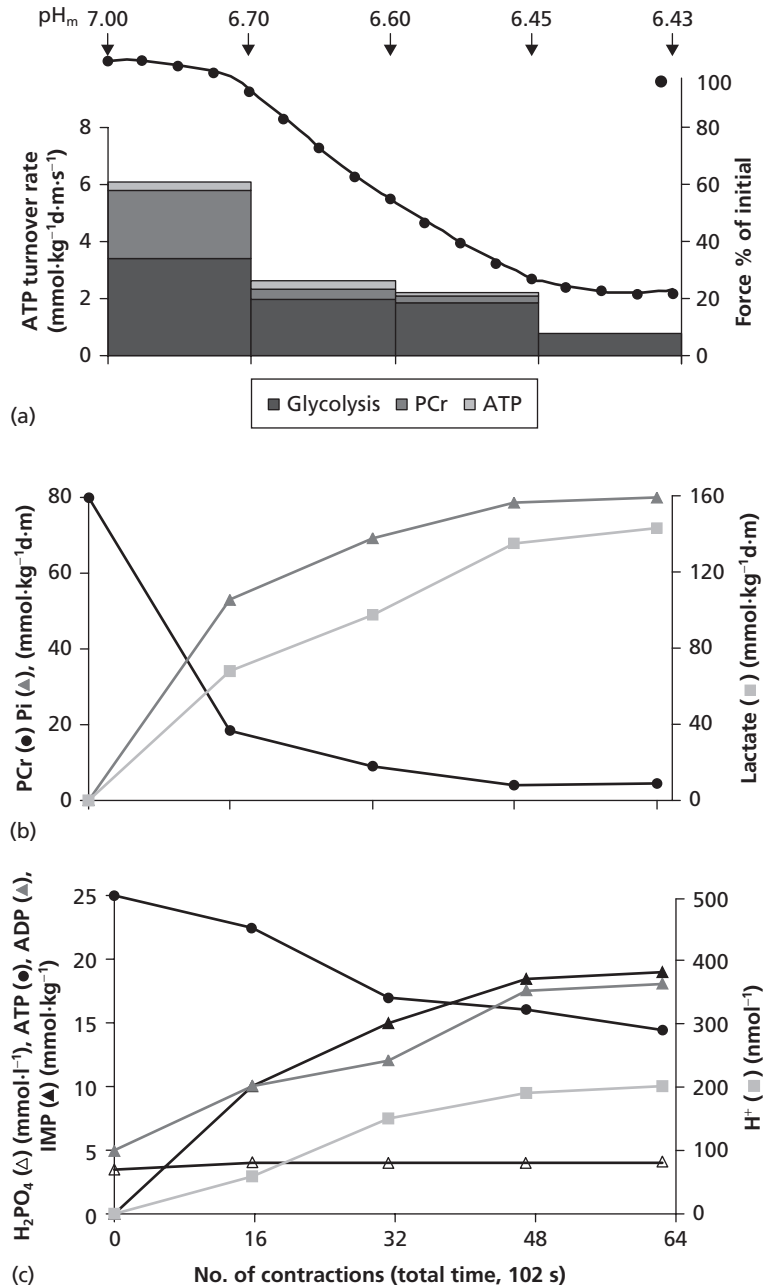 pHm 7.00 6.70 6.60 6.45 6.43
ATP turnover rate
(mmol·kg⁻¹d·m·s⁻¹)
8
6
4
2
0
100
80
60
40
20
0
Force % of initial
Glycolysis PCr ATP
(a)
PCr (●) Pi (▲), (mmol·kg⁻¹d·m)
80
60
40
20
0
160
120
80
40
0
Lactate (■) (mmol·kg⁻¹d·m)
(b)
H₂PO₄ (△) (mmol·l⁻¹), ATP (●), ADP (▲),
IMP (▲) (mmol·kg⁻¹)
25
20
15
10
5
0
500
400
300
200
100
0
H⁺ (■) (nmol⁻¹)
0 16 32 48 64
(c) No. of contractions (total time, 102 s)